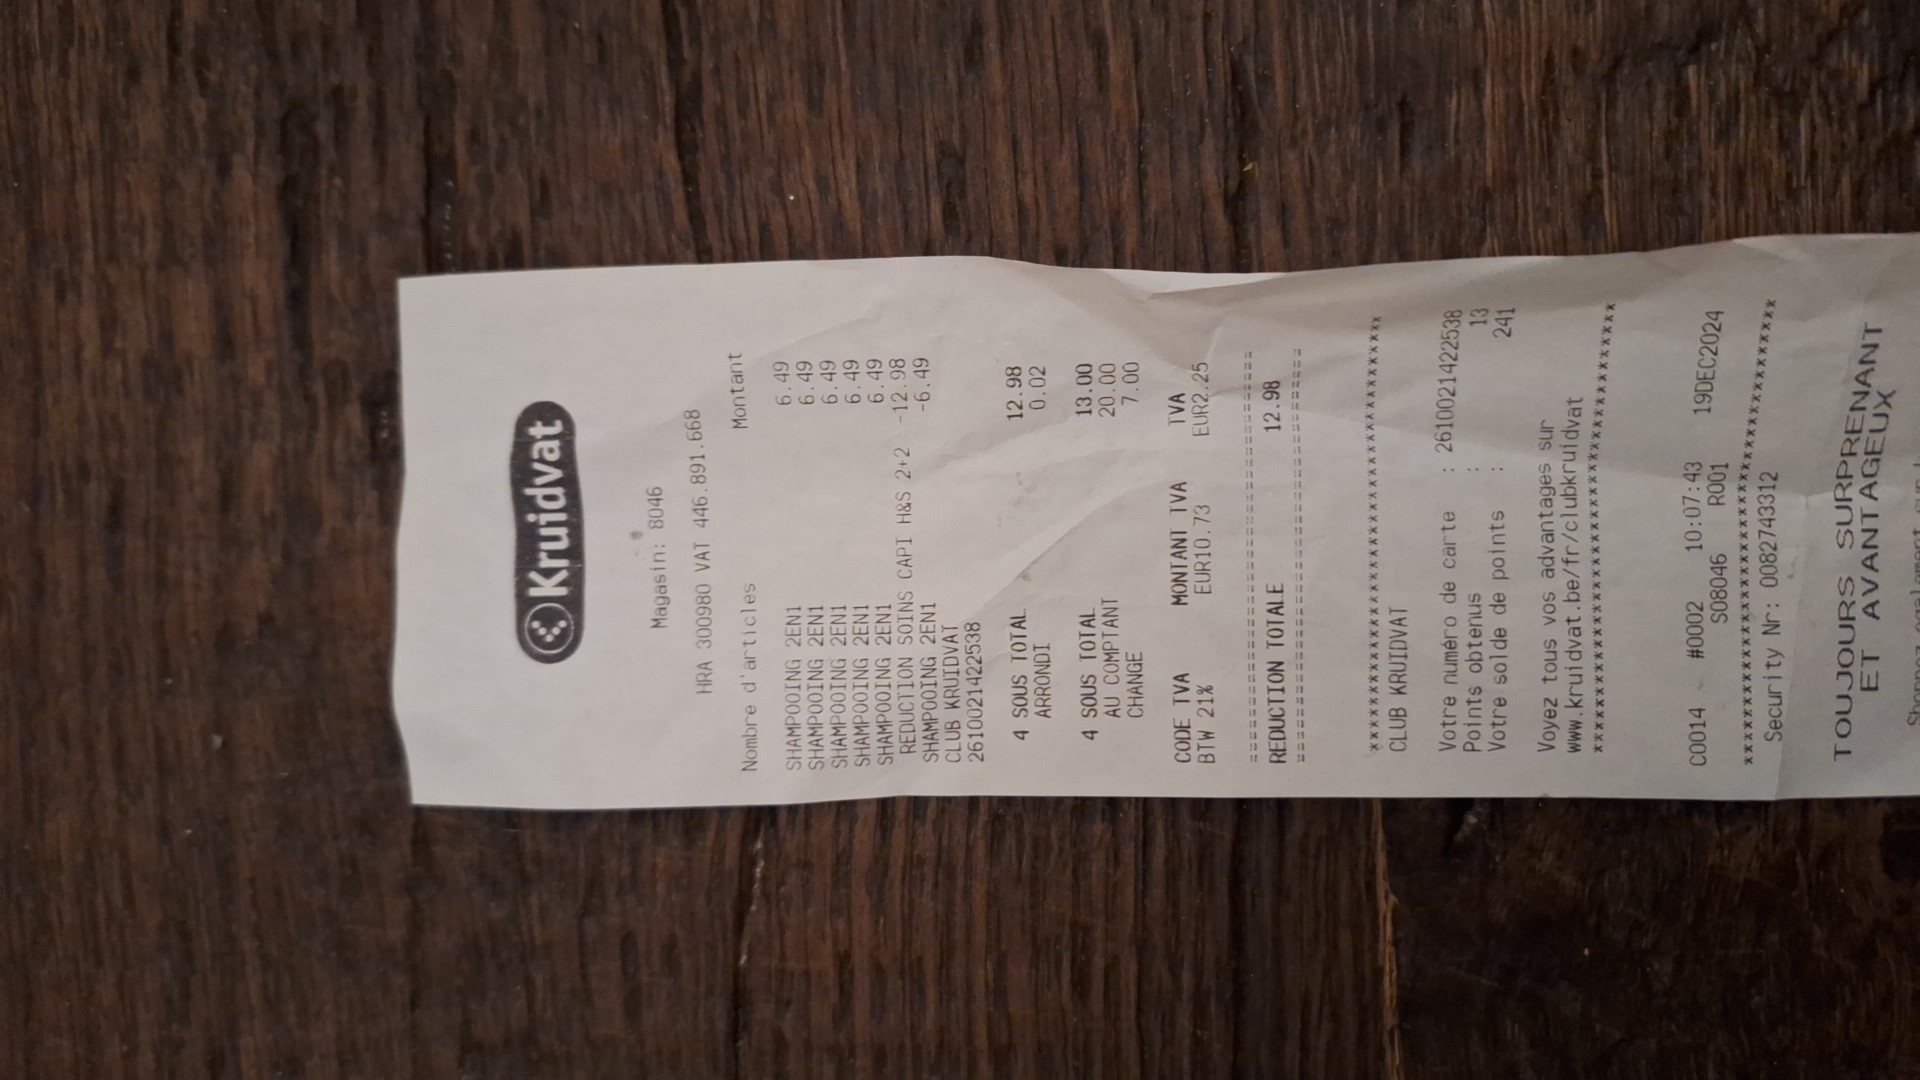 Kruidvat
Magasin: 8046
HRA 300980 VAT 446.891.668
Nombre d'articles Montant
SHAMPOOING 2EN1 6.49
SHAMPOOING 2EN1 6.49
SHAMPOOING 2EN1 6.49
SHAMPOOING 2EN1 6.49
SHAMPOOING 2EN1 6.49
REDUCTION SOINS CAPI H&S 2+2 -12.98
SHAMPOOING 2EN1 -6.49
CLUB KRUIDVAT
2610021422538
4 SOUS TOTAL 12.98
ARRONDI 0.02
4 SOUS TOTAL 13.00
AU COMPTANT 20.00
CHANGE 7.00
CODE TVA MONTANT TVA TVA
BTW 21% EUR10.73 EUR2.25
REDUCTION TOTALE 12.98
CLUB KRUIDVAT
Votre numéro de carte : 2610021422538
Points obtenus : 13
Votre solde de points : 241
Voyez tous vos advantages sur
www.kruidvat.be/fr/clubkruidvat
C0014 #0002 10:07:43 19DEC2024
S08046 R001
Security Nr: 0082743312
TOUJOURS SURPRENANT
ET AVANTAGEUX